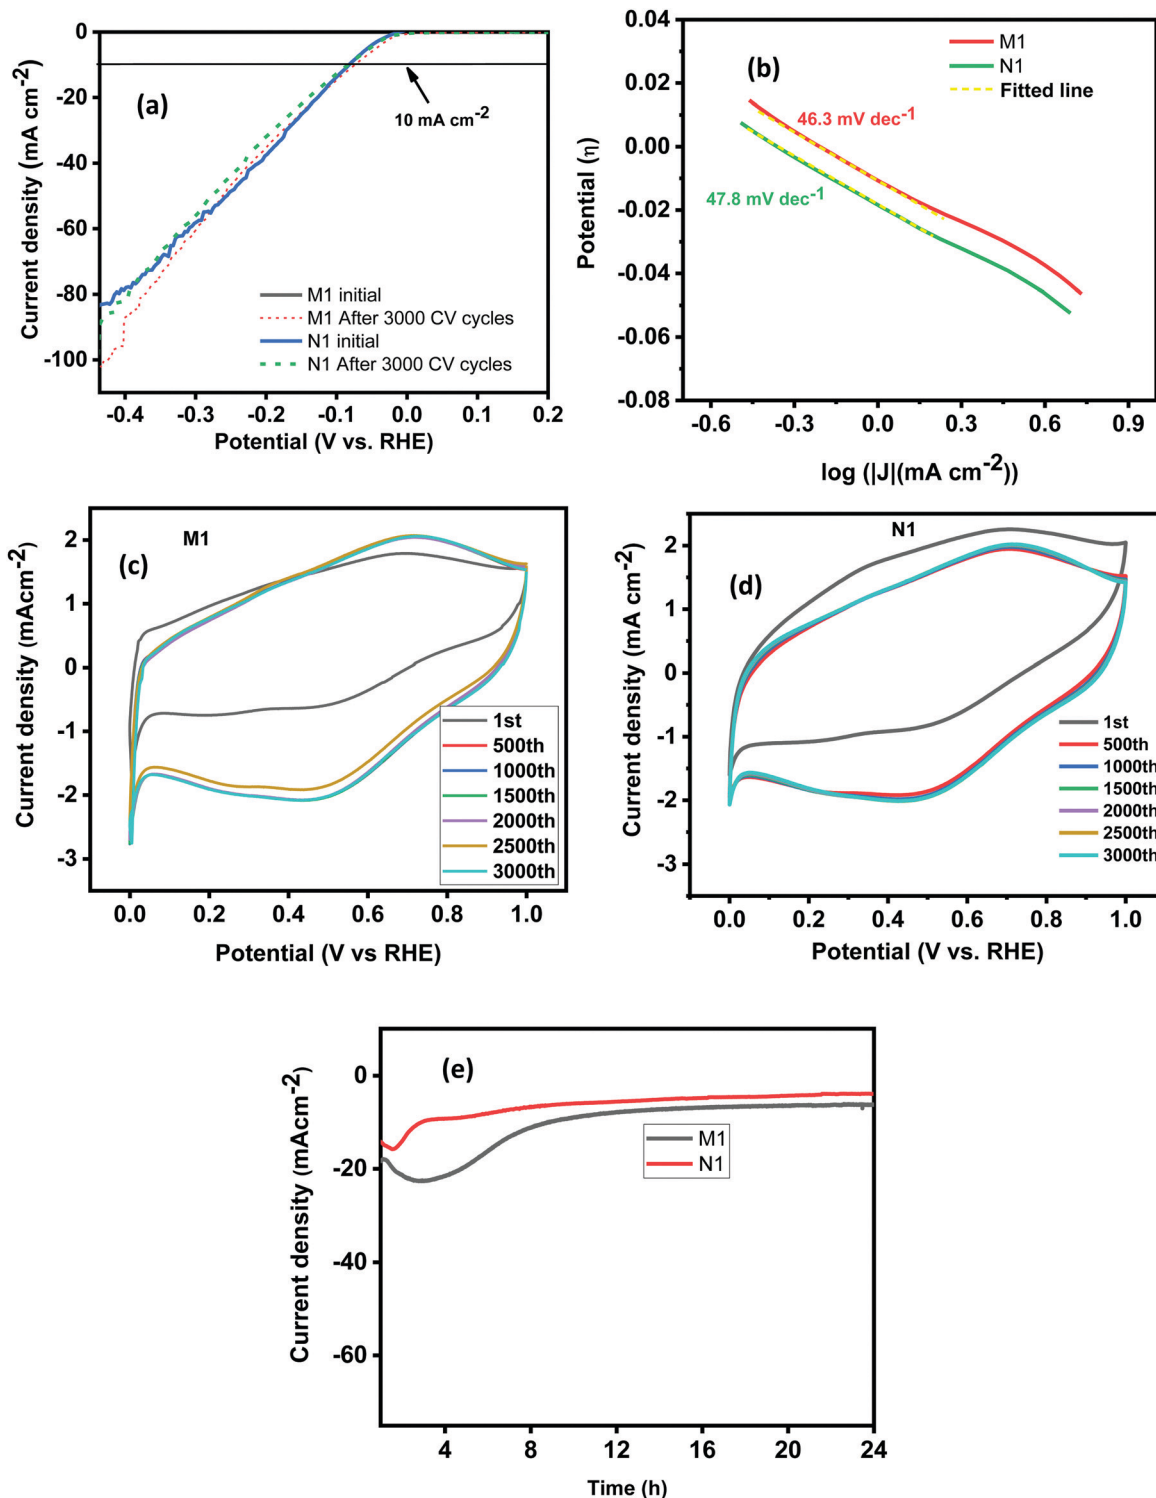 (a)
Current density (mA cm-2)
0
-20
-40
-60
-80
-100
10 mA cm-2
M1 initial
M1 After 3000 CV cycles
N1 initial
N1 After 3000 CV cycles
-0.4 -0.3 -0.2 -0.1 0.0 0.1 0.2
Potential (V vs. RHE)
(b)
Potential (η)
0.04
0.02
0.00
-0.02
-0.04
-0.06
-0.08
M1
N1
Fitted line
46.3 mV dec-1
47.8 mV dec-1
-0.6 -0.3 0.0 0.3 0.6 0.9
log (|J|(mA cm-2))
(c)
M1
Current density (mAcm-2)
2
1
0
-1
-2
-3
1st
500th
1000th
1500th
2000th
2500th
3000th
0.0 0.2 0.4 0.6 0.8 1.0
Potential (V vs RHE)
(d)
N1
Current density (mA cm-2)
2
1
0
-1
-2
-3
1st
500th
1000th
1500th
2000th
2500th
3000th
0.0 0.2 0.4 0.6 0.8 1.0
Potential (V vs. RHE)
(e)
Current density (mAcm-2)
0
-20
-40
-60
M1
N1
4 8 12 16 20 24
Time (h)